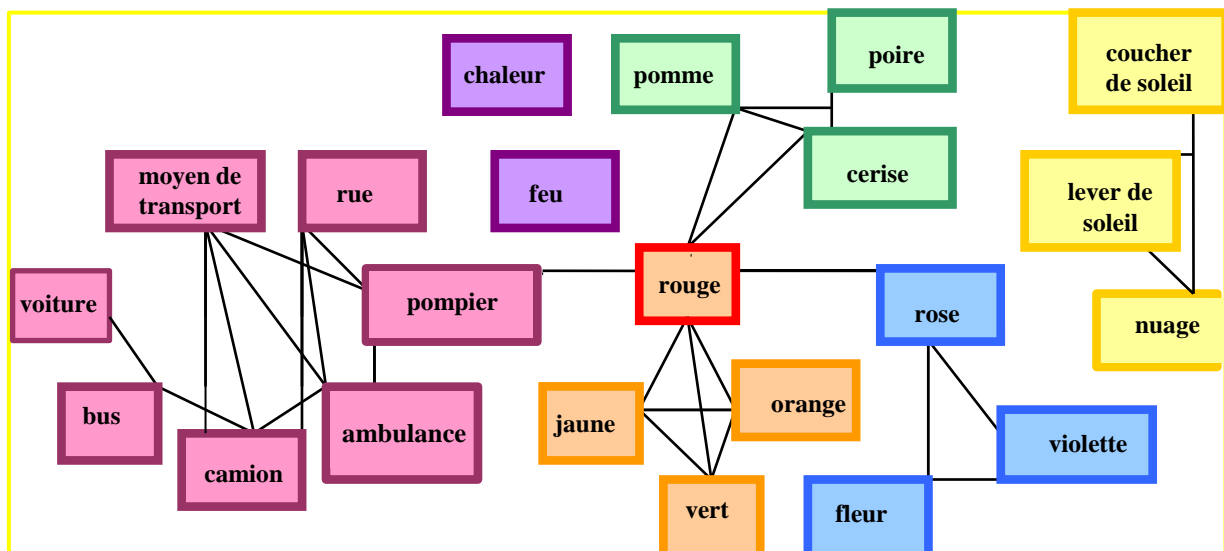 chaleur
pomme
poire
coucher
de soleil
moyen de
transport
rue
feu
cerise
lever de
soleil
voiture
pompier
rouge
rose
nuage
bus
ambulance
jaune
orange
violette
camion
vert
fleur